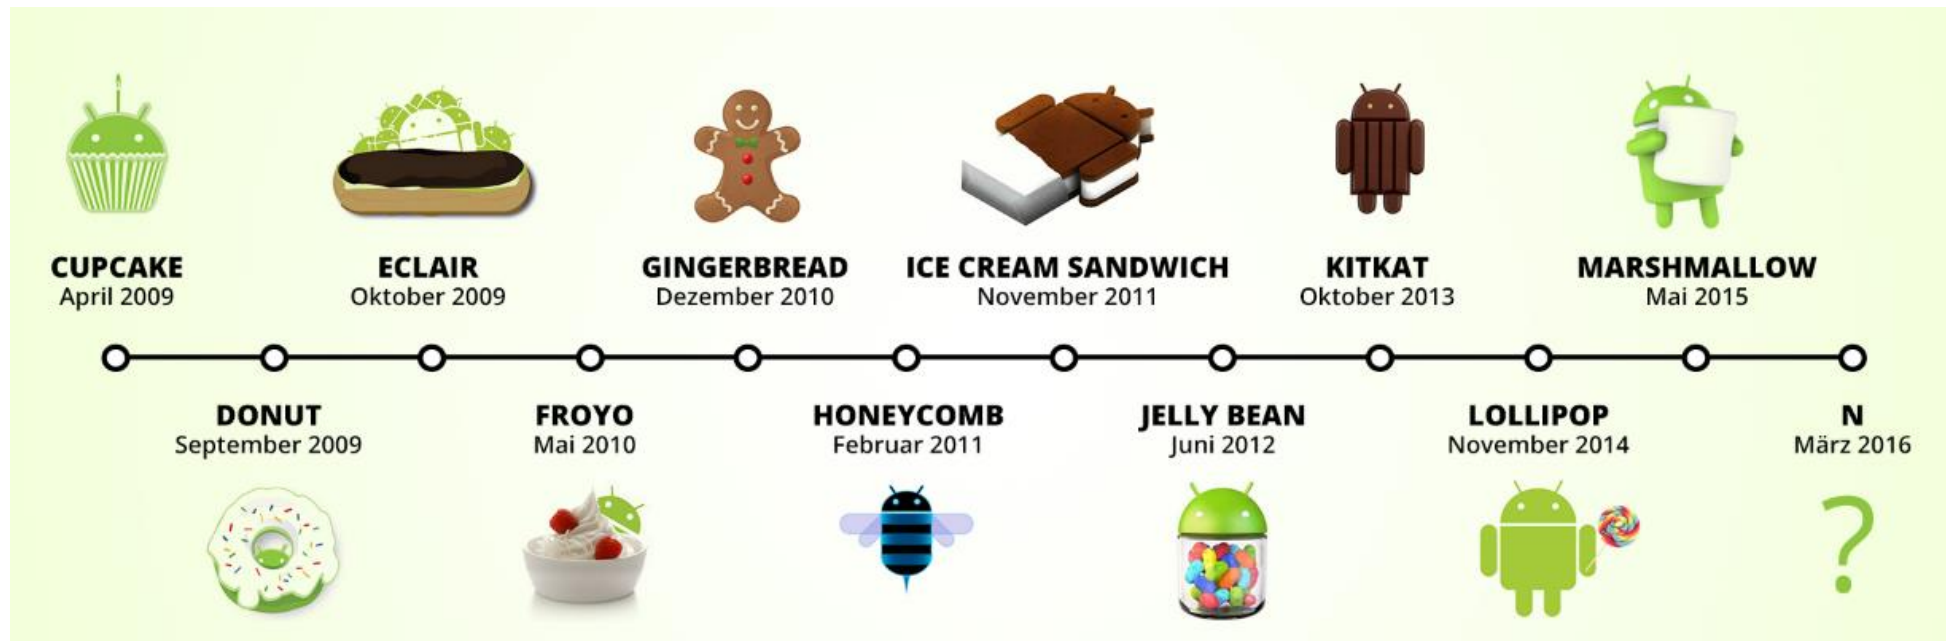 CUPCAKE
April 2009
ECLAIR
Oktober 2009
GINGERBREAD
Dezember 2010
ICE CREAM SANDWICH
November 2011
KITKAT
Oktober 2013
MARSHMALLOW
Mai 2015
DONUT
September 2009
FROYO
Mai 2010
HONEYCOMB
Februar 2011
JELLY BEAN
Juni 2012
LOLLIPOP
November 2014
N
März 2016
?